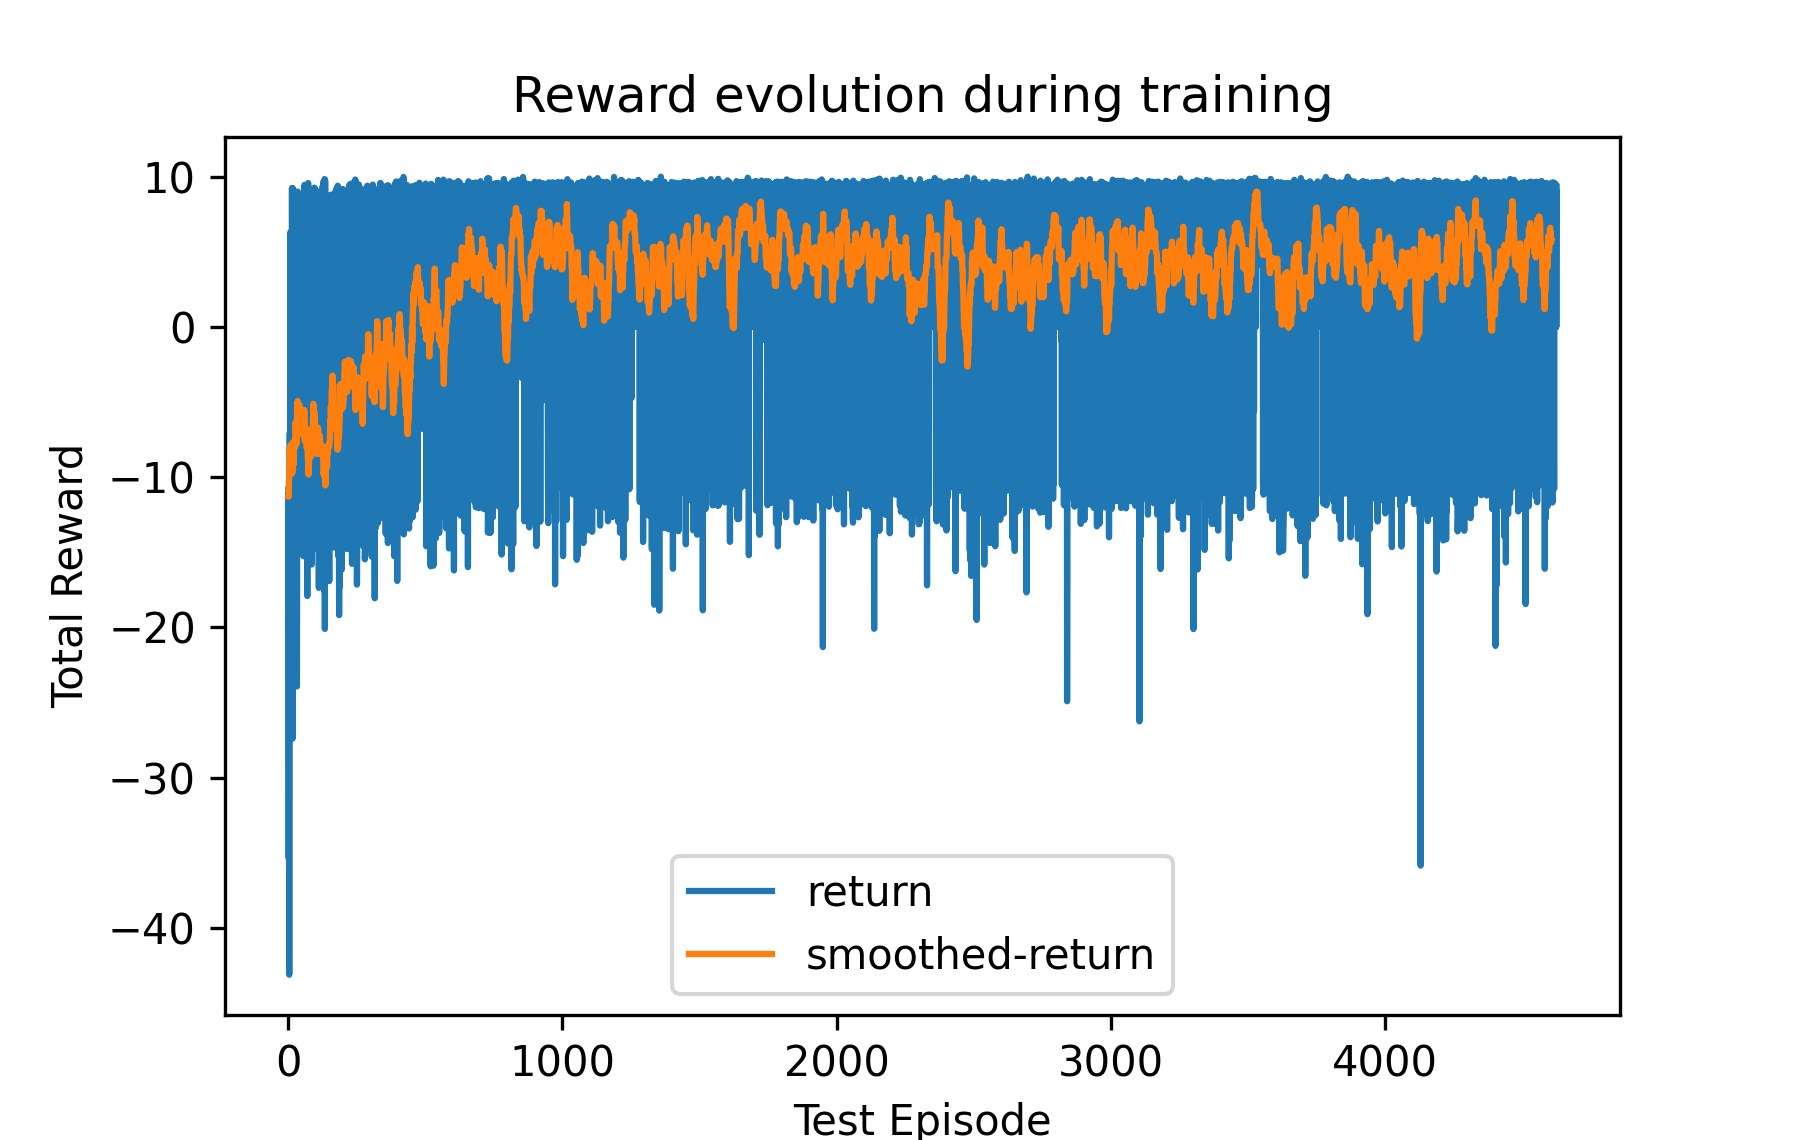 Reward evolution during training
10
0
−10
−20
−30
−40
Total Reward
return
smoothed-return
0 1000 2000 3000 4000
Test Episode